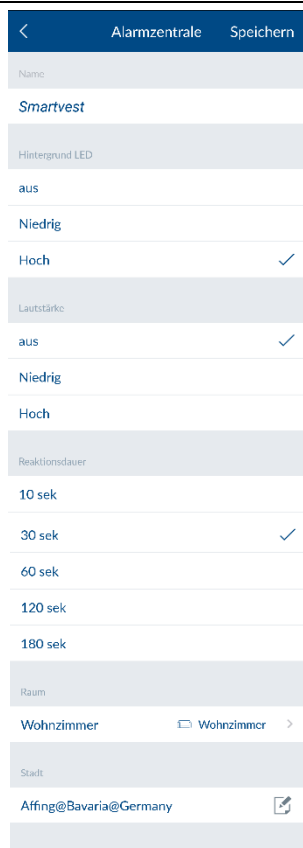 Alarmzentrale Speichern
Name
Smartvest
Hintergrund LED
aus
Niedrig
Hoch
Lautstärke
aus
Niedrig
Hoch
Reaktionsdauer
10 sek
30 sek
60 sek
120 sek
180 sek
Raum
Wohnzimmer Wohnzimmer
Stadt
Affing@Bavaria@Germany